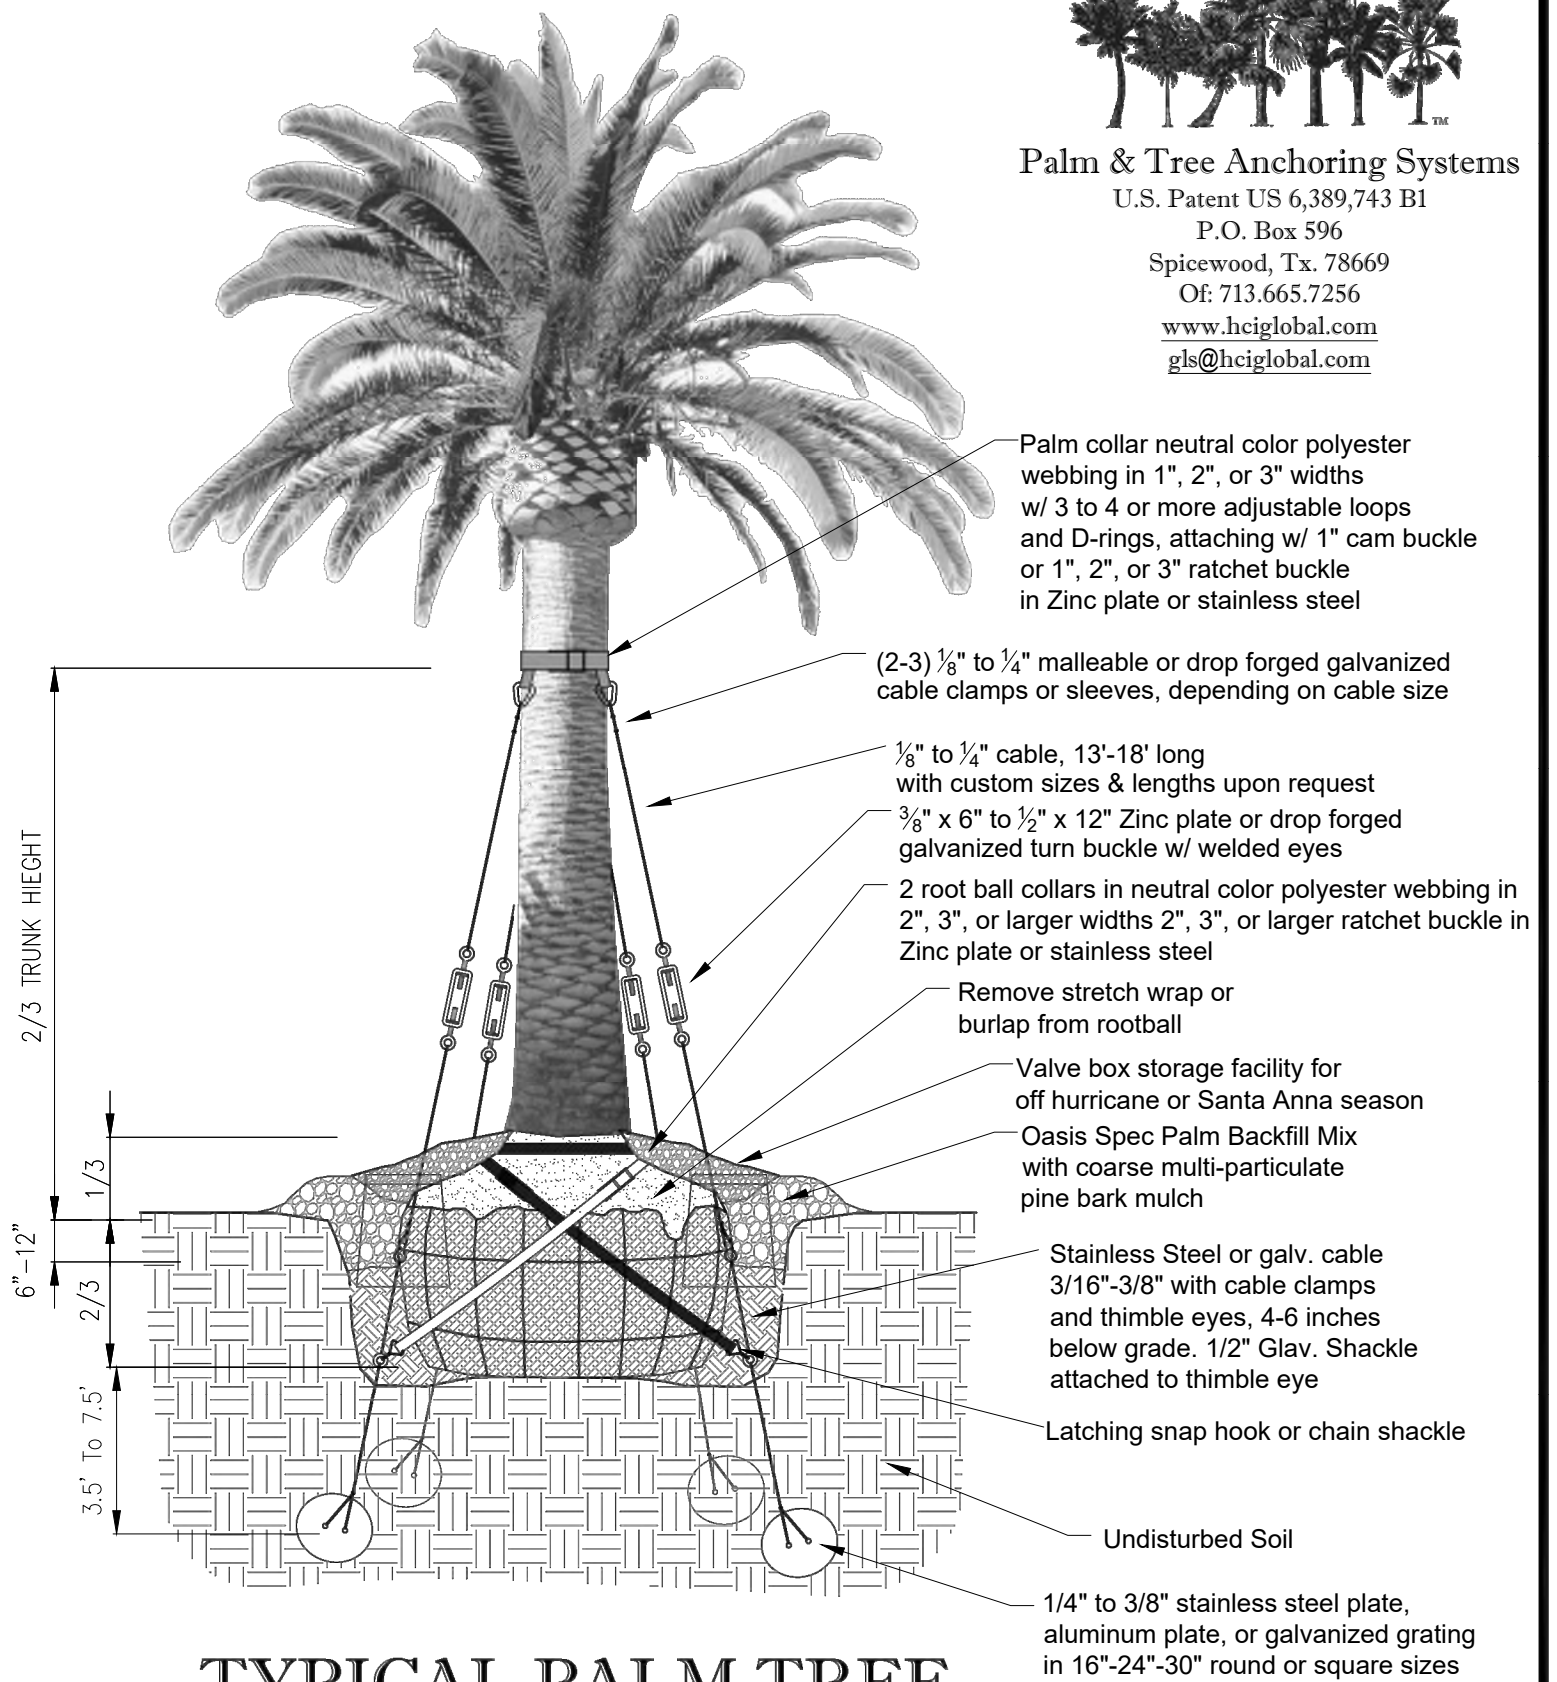 TM
Palm & Tree Anchoring Systems
U.S. Patent US 6,389,743 B1
P.O. Box 596
Spicewood, Tx. 78669
Of: 713.665.7256
www.hciglobal.com
gls@hciglobal.com
Palm collar neutral color polyester
webbing in 1", 2", or 3" widths
w/ 3 to 4 or more adjustable loops
and D-rings, attaching w/ 1" cam buckle
or 1", 2", or 3" ratchet buckle
in Zinc plate or stainless steel
(2-3) 1/8" to 1/4" malleable or drop forged galvanized
cable clamps or sleeves, depending on cable size
1/8" to 1/4" cable, 13'-18' long
with custom sizes & lengths upon request
3/8" x 6" to 1/2" x 12" Zinc plate or drop forged
galvanized turn buckle w/ welded eyes
2 root ball collars in neutral color polyester webbing in
2", 3", or larger widths 2", 3", or larger ratchet buckle in
Zinc plate or stainless steel
Remove stretch wrap or
burlap from rootball
Valve box storage facility for
off hurricane or Santa Anna season
Oasis Spec Palm Backfill Mix
with coarse multi-particulate
pine bark mulch
Stainless Steel or galv. cable
3/16"-3/8" with cable clamps
and thimble eyes, 4-6 inches
below grade. 1/2" Glav. Shackle
attached to thimble eye
Latching snap hook or chain shackle
Undisturbed Soil
1/4" to 3/8" stainless steel plate,
aluminum plate, or galvanized grating
in 16"-24"-30" round or square sizes
2/3 TRUNK HIEGHT
1/3
6"-12"
2/3
3.5' To 7.5'
TYPICAL PALM TREE